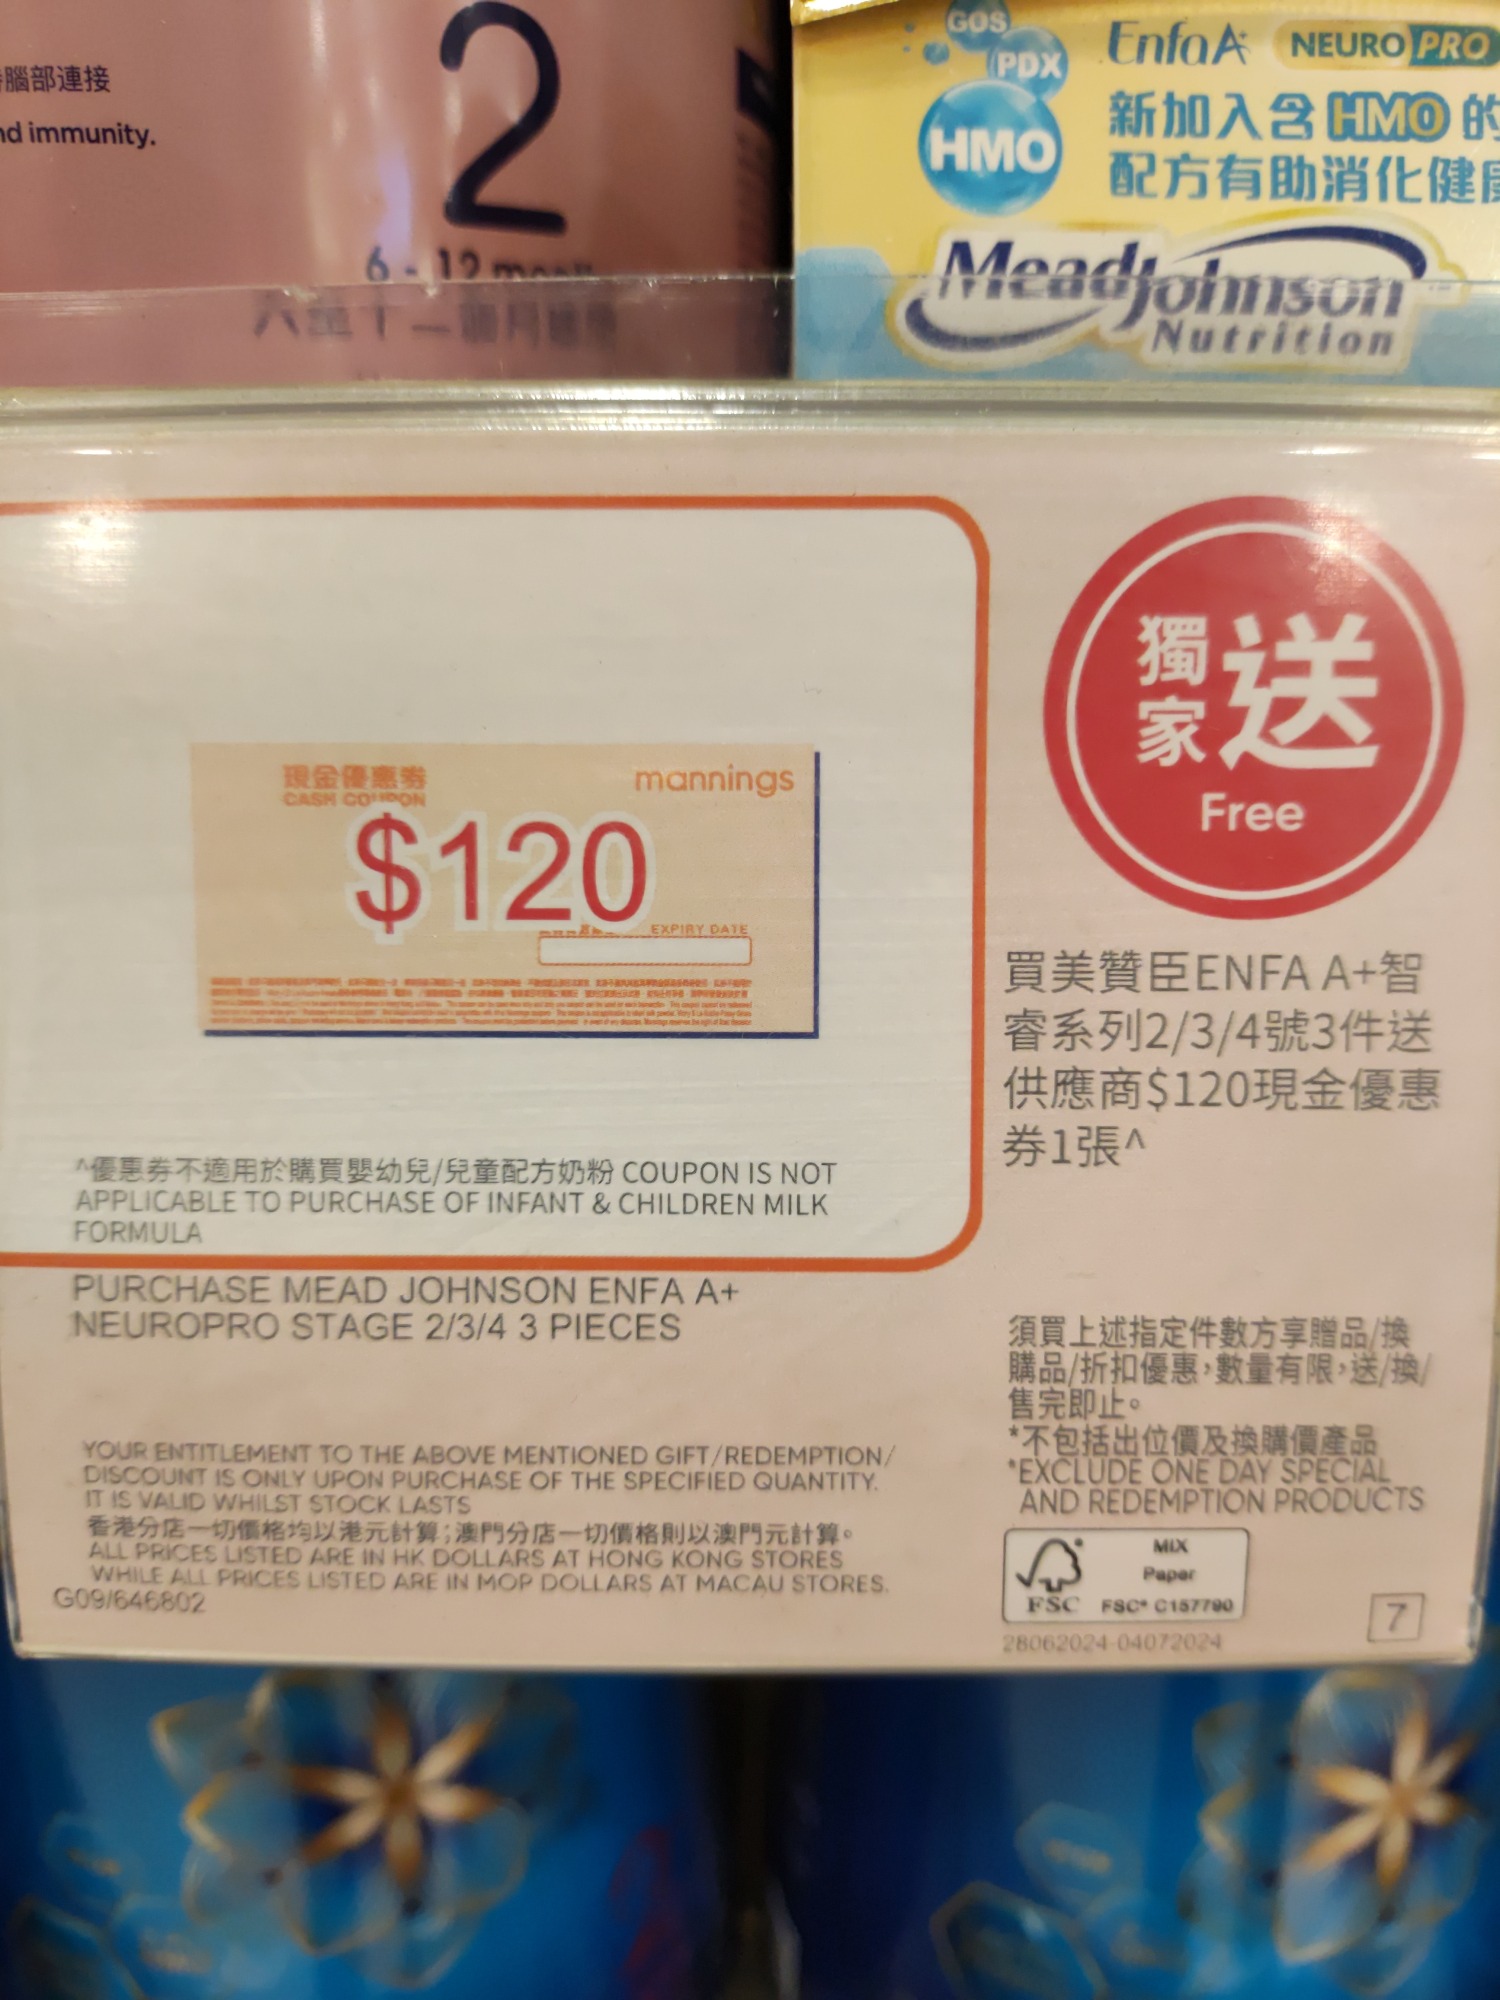 腦部連接
nd immunity.
2
6 - 12
GOS
PDX
HMO
EnfaA+ NEUROPRO
新加入含 HMO 的
配方有助消化健康
MeadJohnson
Nutrition
現金優惠券
CASH COUPON
mannings
$120
EXPIRY DATE
獨家送
Free
買美贊臣ENFA A+智
睿系列2/3/4號3件送
供應商$120現金優惠
券1張^
^優惠券不適用於購買嬰幼兒/兒童配方奶粉 COUPON IS NOT
APPLICABLE TO PURCHASE OF INFANT & CHILDREN MILK
FORMULA
PURCHASE MEAD JOHNSON ENFA A+
NEUROPRO STAGE 2/3/4 3 PIECES
須買上述指定件數方享贈品/換
購品/折扣優惠，數量有限，送/換/
售完即止。
*不包括出位價及換購價產品
*EXCLUDE ONE DAY SPECIAL
AND REDEMPTION PRODUCTS
YOUR ENTITLEMENT TO THE ABOVE MENTIONED GIFT/REDEMPTION/
DISCOUNT IS ONLY UPON PURCHASE OF THE SPECIFIED QUANTITY.
IT IS VALID WHILST STOCK LASTS
香港分店一切價格均以港元計算；澳門分店一切價格則以澳門元計算。
ALL PRICES LISTED ARE IN HK DOLLARS AT HONG KONG STORES
WHILE ALL PRICES LISTED ARE IN MOP DOLLARS AT MACAU STORES.
G09/646802
MIX
Paper
FSC
FSC® C157790
28062024-04072024
7